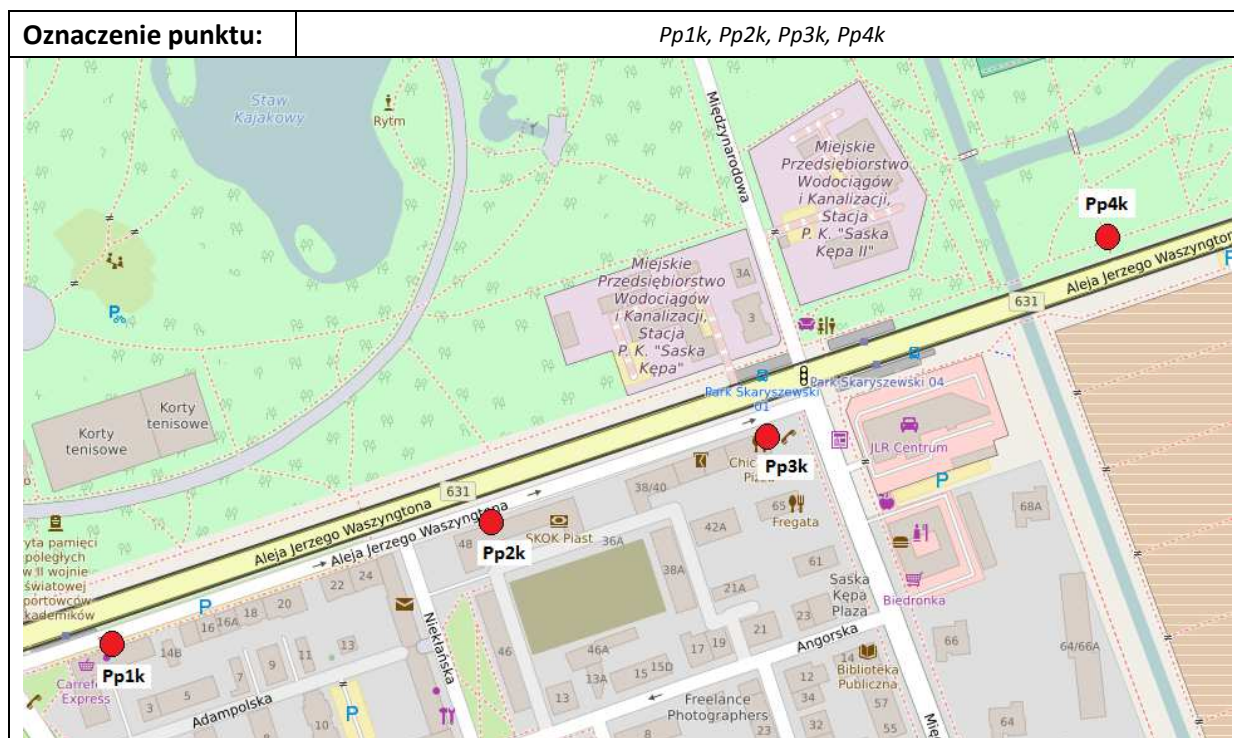 Oznaczenie punktu:
Pp1k, Pp2k, Pp3k, Pp4k
Staw
Kajakowy
Rytm
Międzynarodowa
Miejskie
Przedsiębiorstwo
Wodociągów
i Kanalizacji,
Stacja
P. K. "Saska
Kępa II"
Pp4k
Aleja Jerzego Waszyngtona
P
631
Miejskie
Przedsiębiorstwo
Wodociągów
i Kanalizacji,
Stacja
P. K. "Saska
Kępa"
3A
3
P
Korty
tenisowe
Korty
tenisowe
Park Skaryszewski
01
Park Skaryszewski 04
JLR Centrum
P
Pp3k
631
Aleja Jerzego Waszyngtona
Aleja Jerzego Waszyngtona
38/40
65
Fregata
68A
42A
SKOK Piast
36A
48
Pp2k
38A
61
21A
Saska
Kępa
Plaza
Biedronka
yta pamięci
poległych
w II wojnie
światowej
portowców
kademików
P
24
22
20
18
16A
16
14B
13
11
9
7
5
3
10
Pp1k
Carrefour
Express
Adampolska
P
Nieklańska
46
46A
13A
13
15
15D
17
19
21
23
Angorska
14
12
34
32
Biblioteka
Publiczna
57
55
66
64/66A
64
Freelance
Photographers
23
8